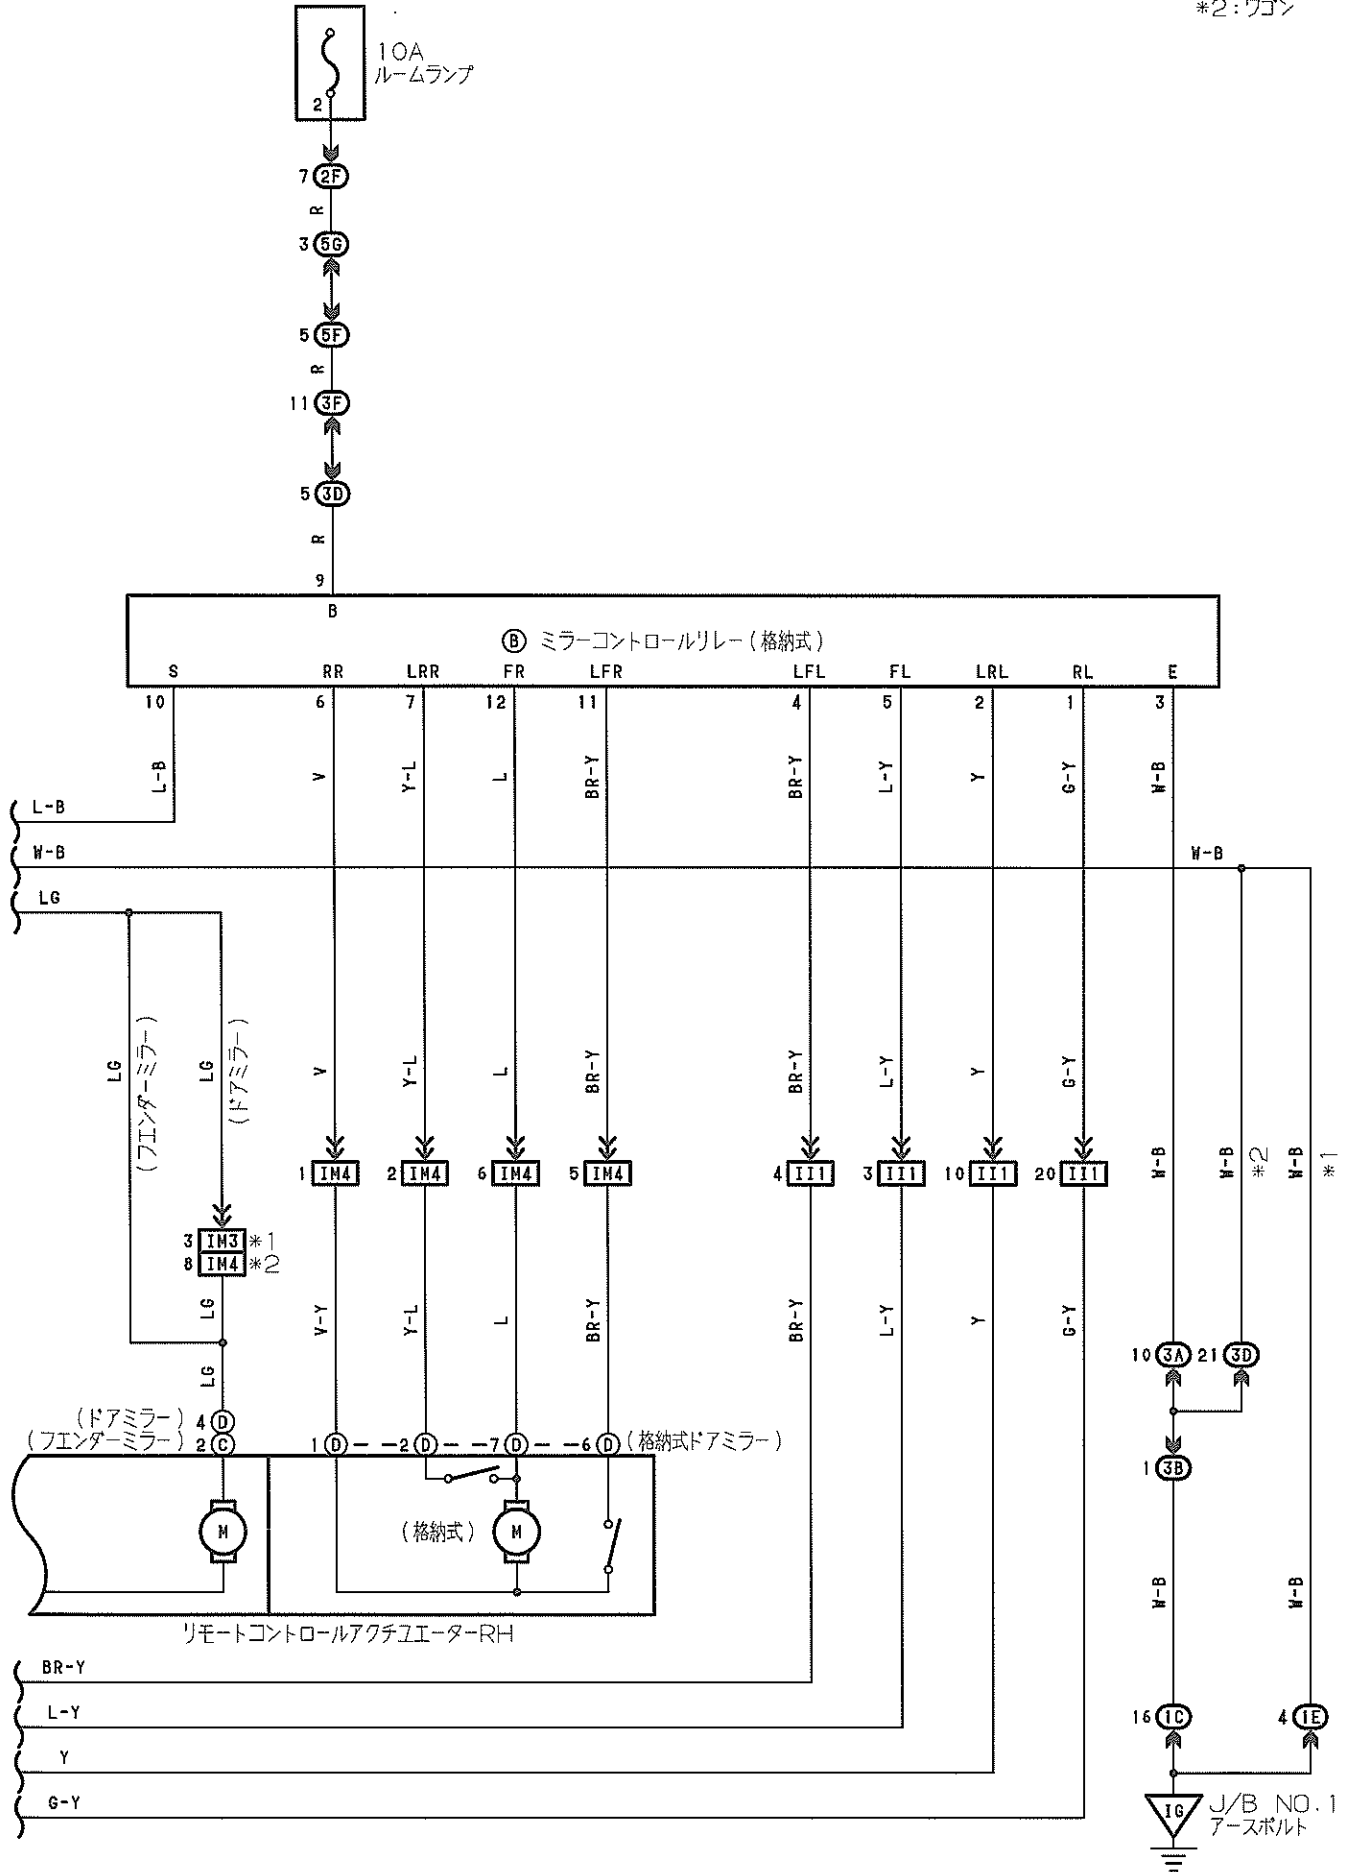 *2:ワゴン
10A
ルームランプ
2
7 2F
R
3 5G
5 5F
R
11 3F
5 3D
R
9
B
B ミラーコントロールリレー(格納式)
S RR LRR FR LFR LFL FL LRL RL E
10 6 7 12 11 4 5 2 1 3
L-B V Y-L L BR-Y BR-Y L-Y Y G-Y W-B
L-B
W-B W-B
LG
LG (フエンダーミラー) LG (ドアミラー) V Y-L L BR-Y BR-Y L-Y Y G-Y
1 IM4 2 IM4 6 IM4 5 IM4 4 II1 3 II1 10 II1 20 II1
W-B W-B *2 W-B *1
3 IM3 *1
8 IM4 *2
LG V-Y Y-L L BR-Y BR-Y L-Y Y G-Y
10 3A 21 3D
LG
(ドアミラー) 4 D
(フエンダーミラー) 2 C 1 D 2 D 7 D 6 D (格納式ドアミラー)
1 3B
M (格納式) M
W-B W-B
リモートコントロールアクチユエーターRH
BR-Y
L-Y
16 1C 4 1E
Y
G-Y
IG J/B NO.1
アースボルト